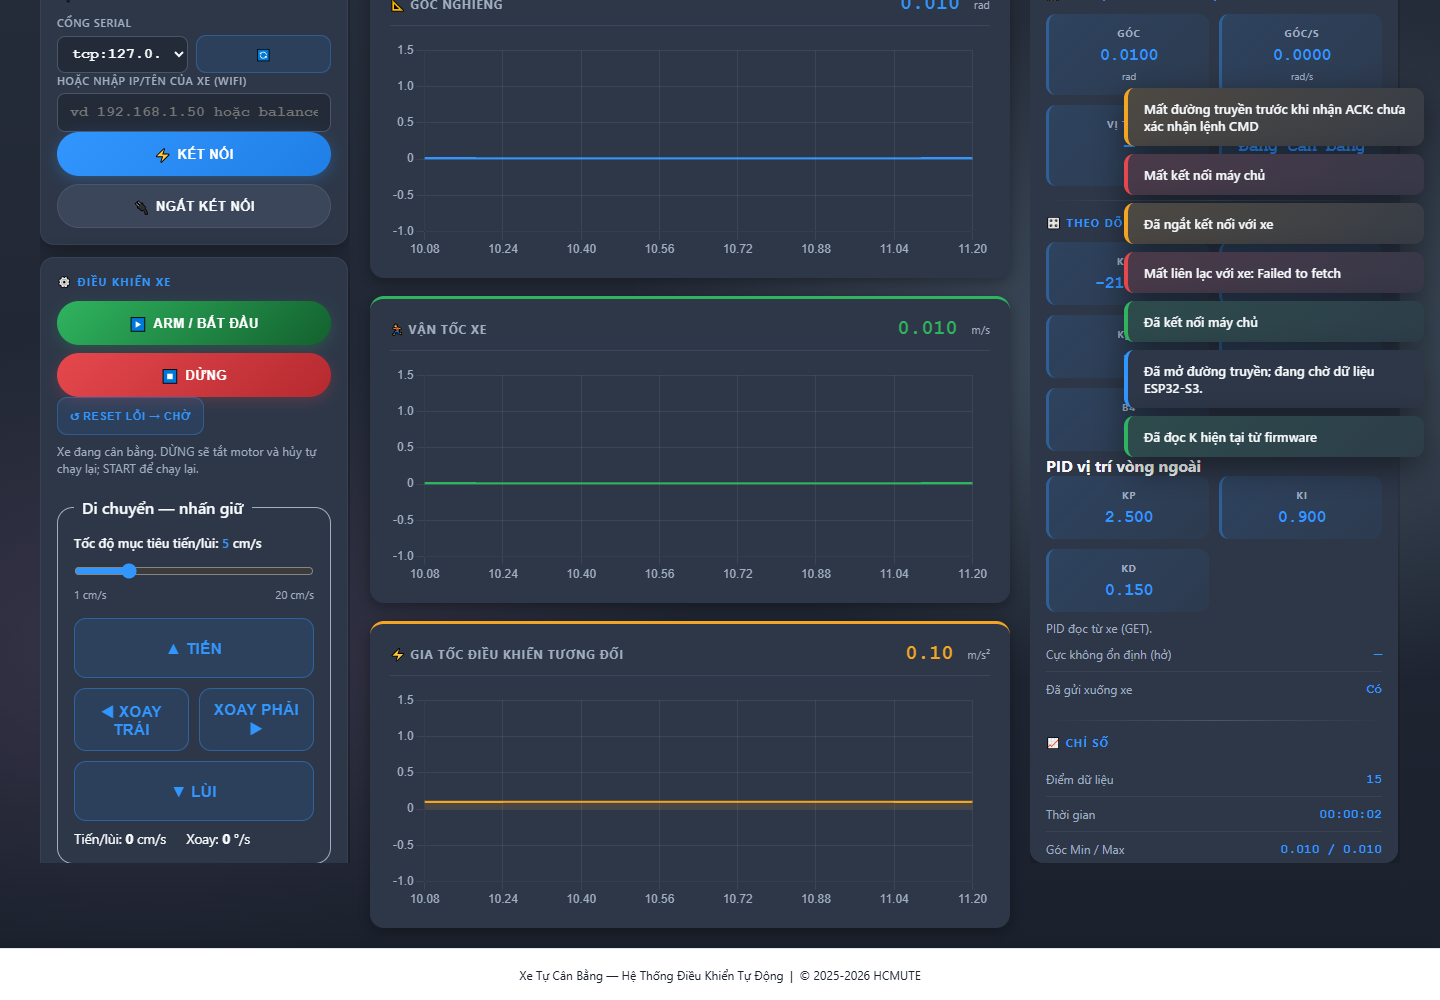 CỔNG SERIAL
tcp:127.0.
HOẶC NHẬP IP/TÊN CỦA XE (WIFI)
vd 192.168.1.50 hoặc balance
KẾT NỐI
NGẮT KẾT NỐI
ĐIỀU KHIỂN XE
ARM / BẮT ĐẦU
DỪNG
↺ RESET LỖI → CHỜ
Xe đang cân bằng. DỪNG sẽ tắt motor và hủy tự
chạy lại; START để chạy lại.
Di chuyển — nhấn giữ
Tốc độ mục tiêu tiến/lùi: 5 cm/s
1 cm/s
20 cm/s
▲ TIẾN
◀ XOAY
TRÁI
XOAY PHẢI
▶
▼ LÙI
Tiến/lùi: 0 cm/s Xoay: 0 °/s
GÓC NGHIÊNG
0.010 rad
1.5
1.0
0.5
0
-0.5
-1.0
10.08 10.24 10.40 10.56 10.72 10.88 11.04 11.20
VẬN TỐC XE
0.010 m/s
1.5
1.0
0.5
0
-0.5
-1.0
10.08 10.24 10.40 10.56 10.72 10.88 11.04 11.20
GIA TỐC ĐIỀU KHIỂN TƯƠNG ĐỐI
0.10 m/s²
1.5
1.0
0.5
0
-0.5
-1.0
10.08 10.24 10.40 10.56 10.72 10.88 11.04 11.20
GÓC
0.0100
rad
GÓC/S
0.0000
rad/s
Mất đường truyền trước khi nhận ACK: chưa
xác nhận lệnh CMD
VỊ
Đang cân bằng
Mất kết nối máy chủ
Đã ngắt kết nối với xe
THEO DÕ
Mất liên lạc với xe: Failed to fetch
-21
Đã kết nối máy chủ
Đã mở đường truyền; đang chờ dữ liệu
ESP32-S3.
Đã đọc K hiện tại từ firmware
PID vị trí vòng ngoài
KP
2.500
KI
0.900
KD
0.150
PID đọc từ xe (GET).
Cực không ổn định (hở) —
Đã gửi xuống xe Có
CHỈ SỐ
Điểm dữ liệu 15
Thời gian 00:00:02
Góc Min / Max 0.010 / 0.010
Xe Tự Cân Bằng — Hệ Thống Điều Khiển Tự Động | © 2025-2026 HCMUTE